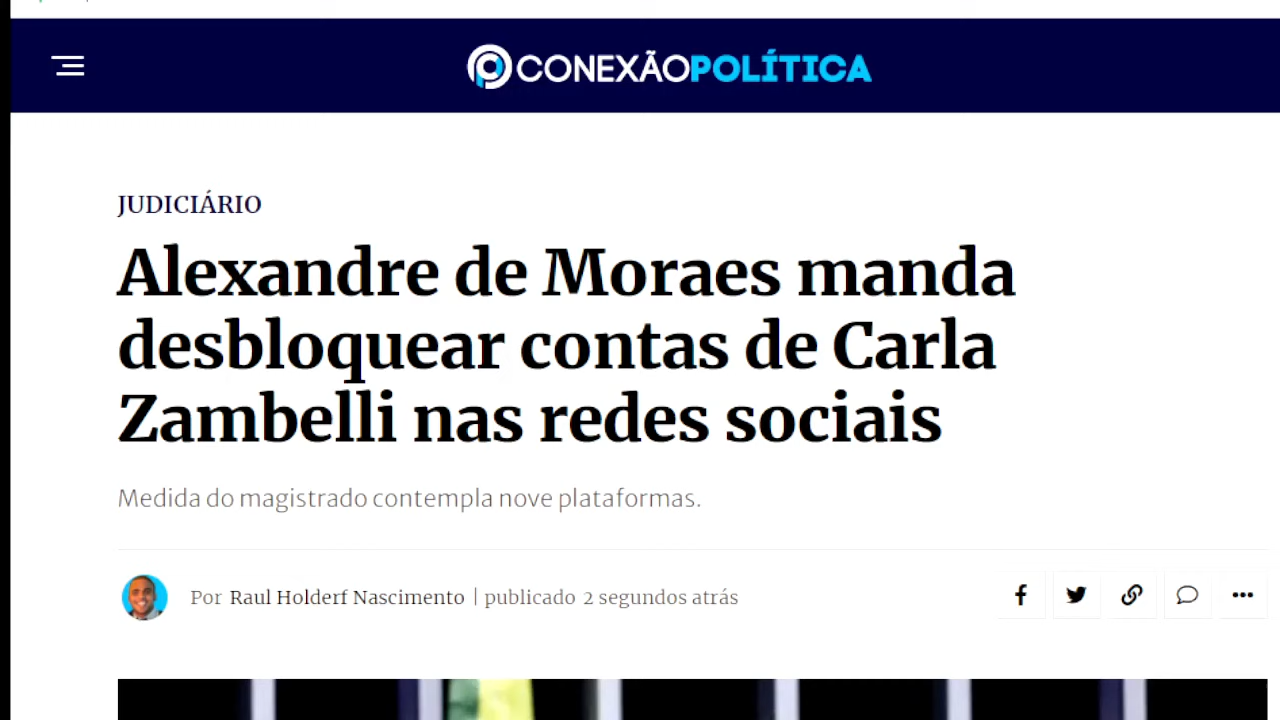 CONEXÃOPOLÍTICA
JUDICIÁRIO
Alexandre de Moraes manda
desbloquear contas de Carla
Zambelli nas redes sociais
Medida do magistrado contempla nove plataformas.
Por Raul Holderf Nascimento | publicado 2 segundos atrás